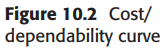 Figure 10.2 Cost/
dependability curve